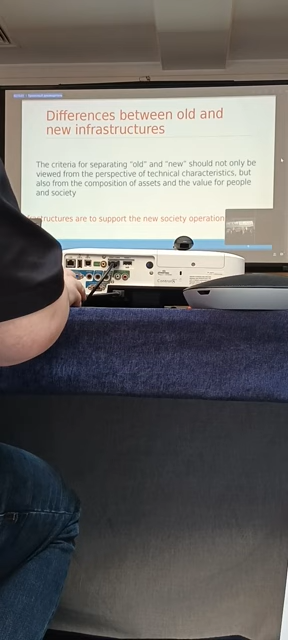 Differences between old and
new infrastructures
The criteria for separating "old" and "new" should not only be
viewed from the perspective of technical characteristics, but
also from the composition of assets and the value for people
and society
structures are to support the new society operation